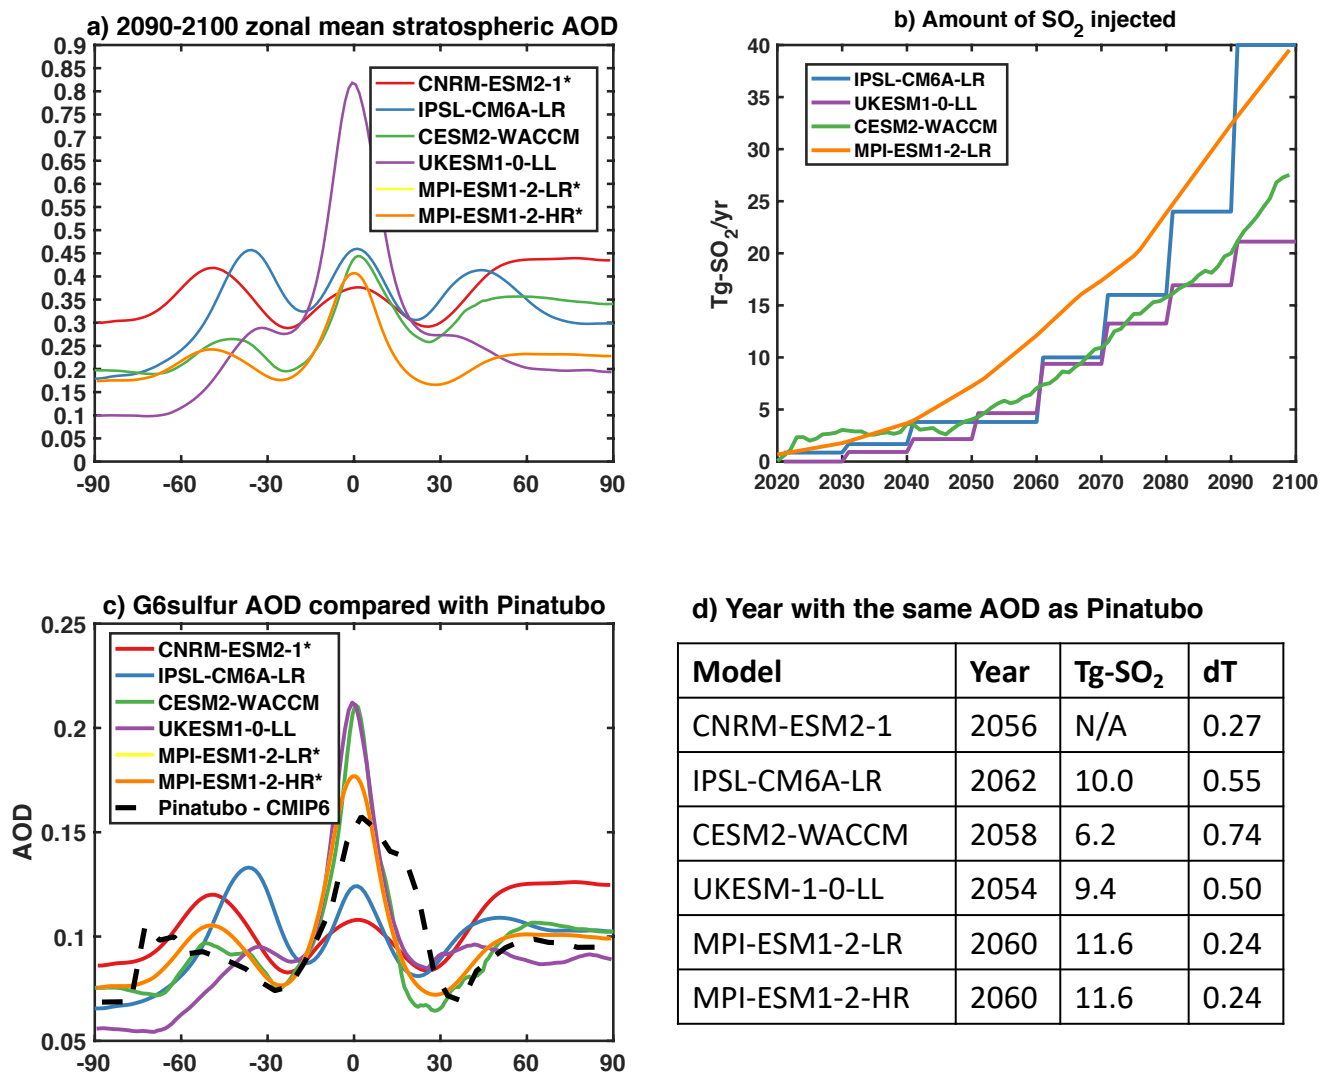 a) 2090-2100 zonal mean stratospheric AOD
0.9
0.85
0.8
0.75
0.7
0.65
0.6
0.55
0.5
0.45
0.4
0.35
0.3
0.25
0.2
0.15
0.1
0.05
0
-90
-60
-30
0
30
60
90
CNRM-ESM2-1*
IPSL-CM6A-LR
CESM2-WACCM
UKESM1-0-LL
MPI-ESM1-2-LR*
MPI-ESM1-2-HR*
b) Amount of SO2 injected
Tg-SO2/yr
40
35
30
25
20
15
10
5
0
2020
2030
2040
2050
2060
2070
2080
2090
2100
IPSL-CM6A-LR
UKESM1-0-LL
CESM2-WACCM
MPI-ESM1-2-LR
c) G6sulfur AOD compared with Pinatubo
AOD
0.25
0.2
0.15
0.1
0.05
-90
-60
-30
0
30
60
90
CNRM-ESM2-1*
IPSL-CM6A-LR
CESM2-WACCM
UKESM1-0-LL
MPI-ESM1-2-LR*
MPI-ESM1-2-HR*
Pinatubo - CMIP6
d) Year with the same AOD as Pinatubo
Model Year Tg-SO2 dT
CNRM-ESM2-1 2056 N/A 0.27
IPSL-CM6A-LR 2062 10.0 0.55
CESM2-WACCM 2058 6.2 0.74
UKESM-1-0-LL 2054 9.4 0.50
MPI-ESM1-2-LR 2060 11.6 0.24
MPI-ESM1-2-HR 2060 11.6 0.24